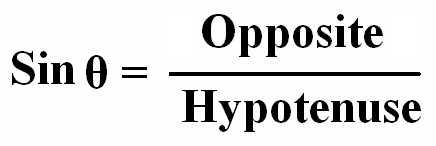 Opposite
Sin θ =
Hypotenuse